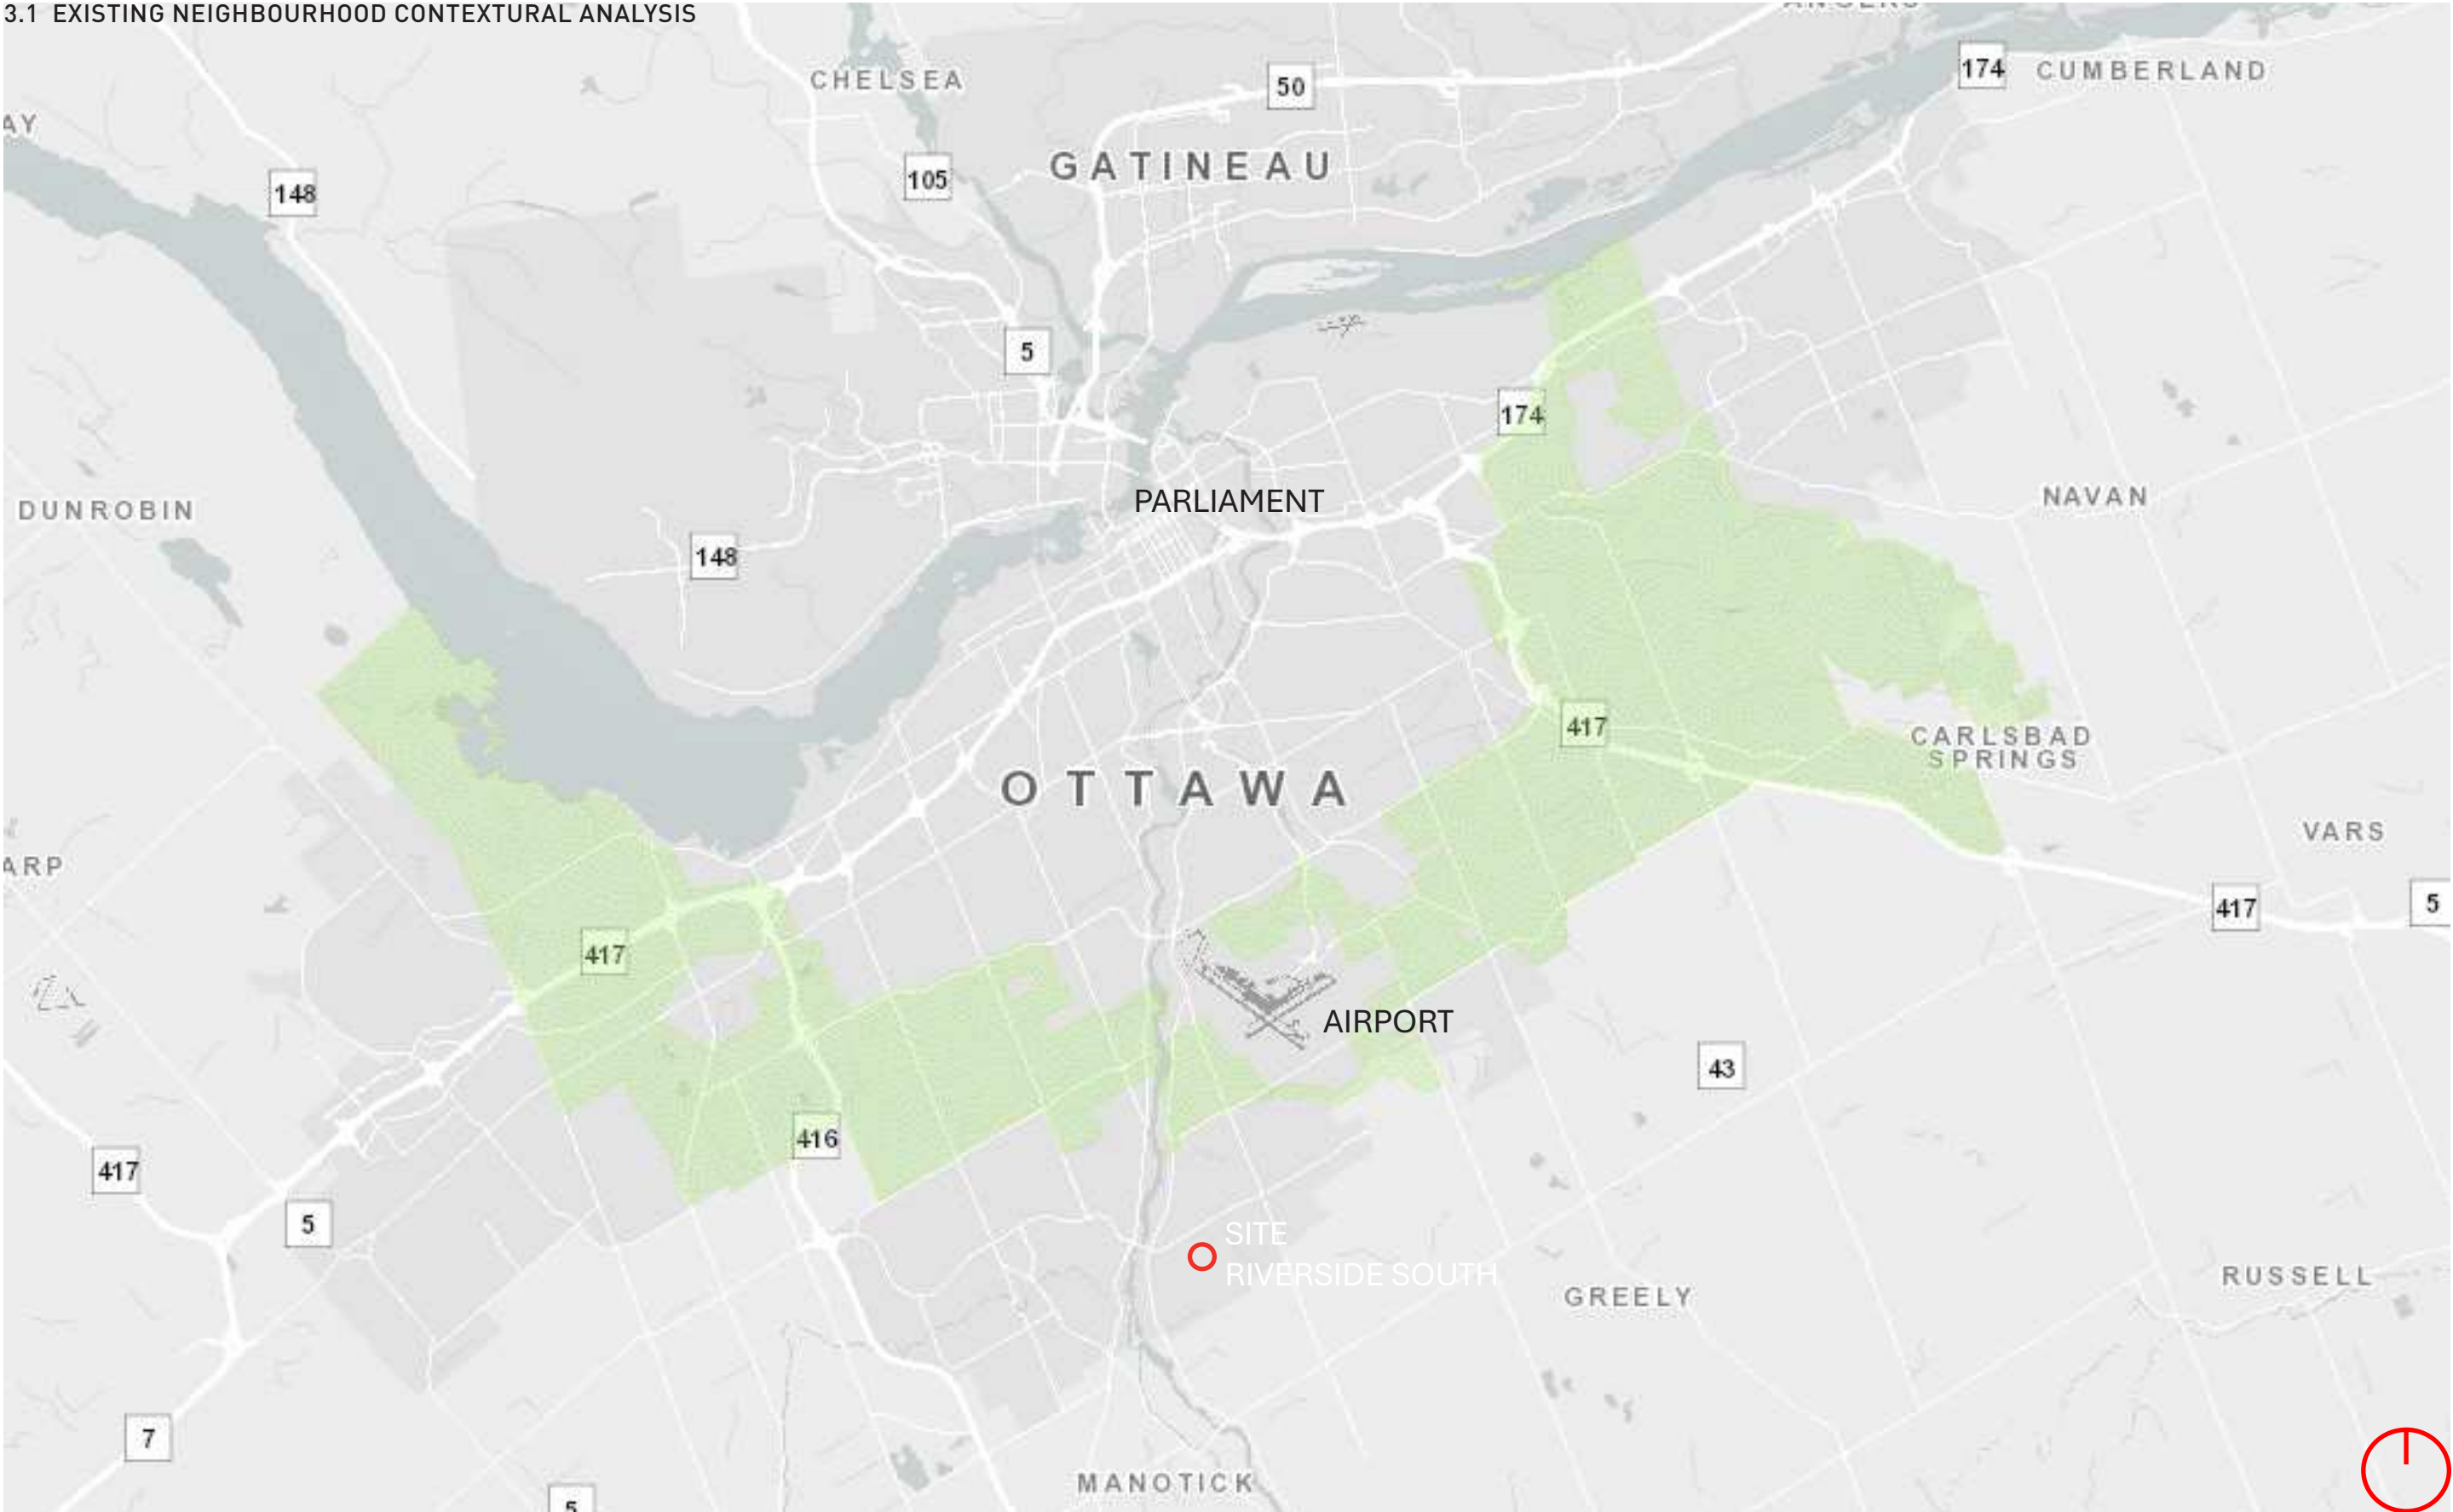 3.1 EXISTING NEIGHBOURHOOD CONTEXTURAL ANALYSIS
174
CUMBERLAND
CHELSEA
50
AY
GATINEAU
105
148
5
174
PARLIAMENT
NAVAN
DUNROBIN
148
417
CARLSBAD
SPRINGS
OTTAWA
VARS
ARP
5
417
417
AIRPORT
43
416
417
5
SITE
RIVERSIDE SOUTH
RUSSELL
GREELY
7
MANOTICK
5